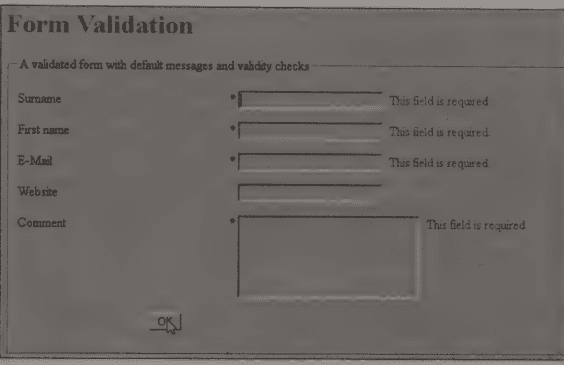 Form Validation
A validated form with default messages and validity checks
Surname * This field is required
First name * This field is required
E-Mail * This field is required.
Website
Comment * This field is required
OK